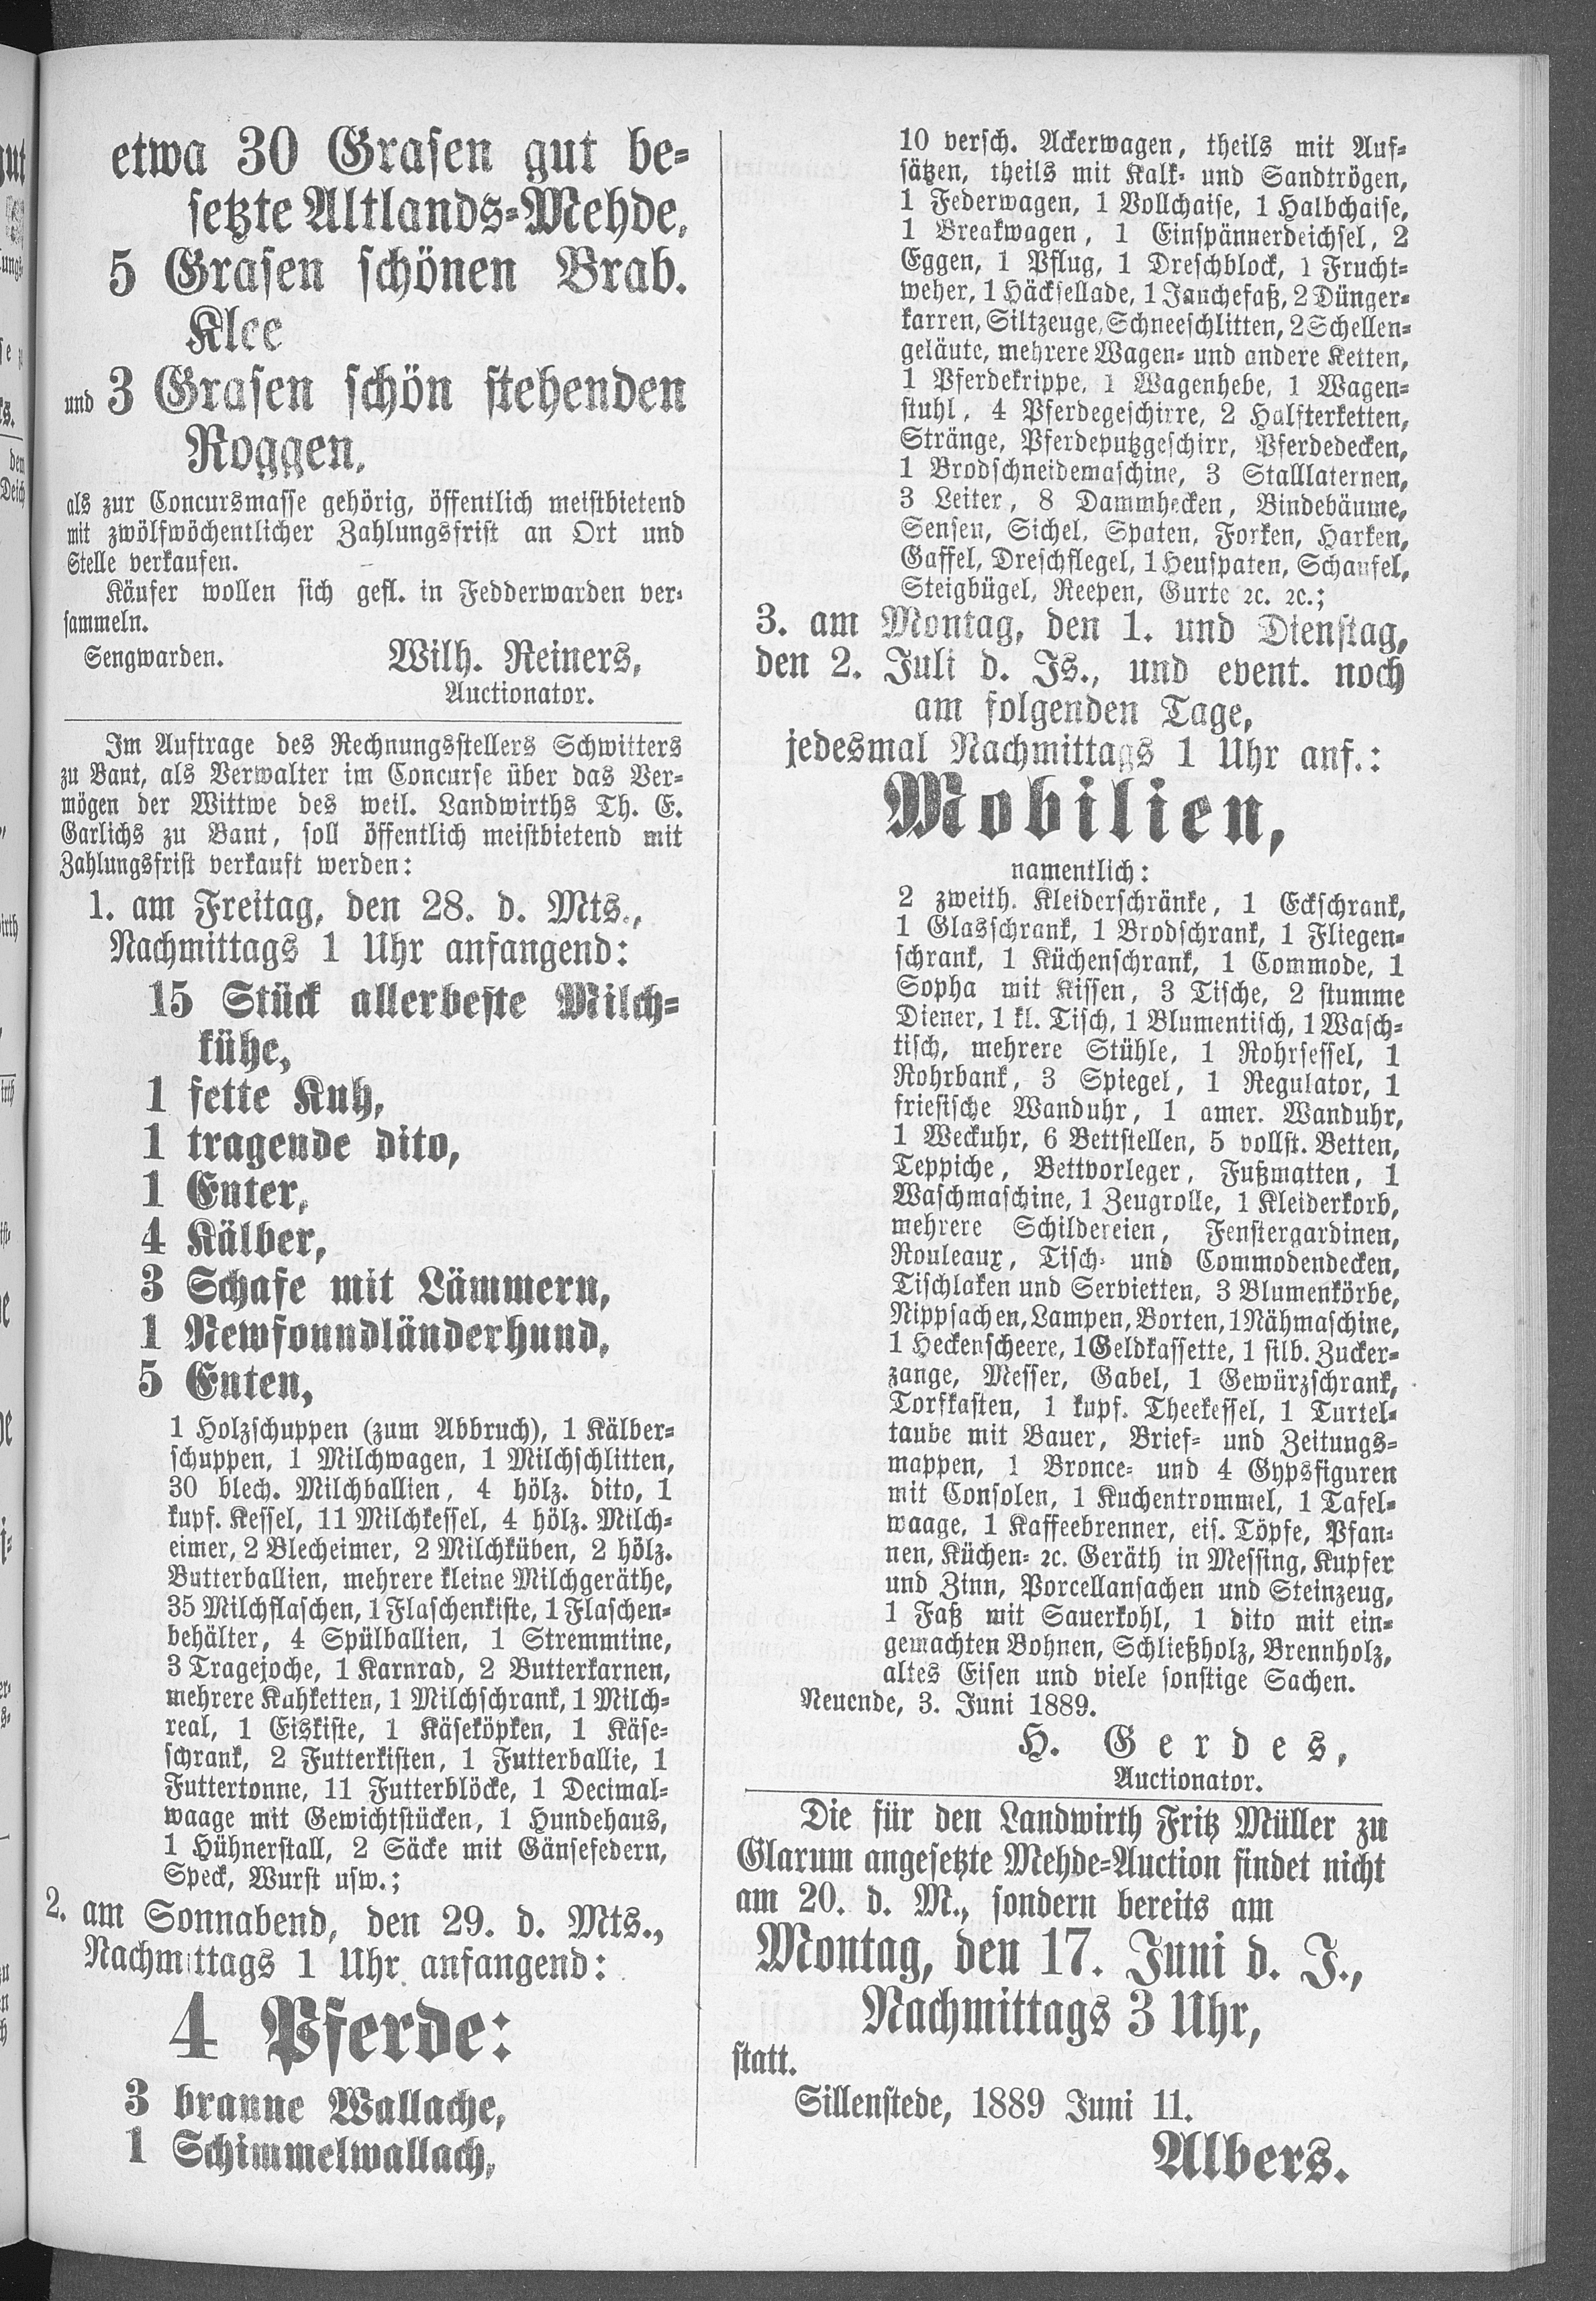 etwa 30 Grasen gut be-
setzte Altlands-Mehde,
5 Grasen schönen Brab.
Klee
und 3 Grasen schön stehenden
Roggen,
als zur Concursmasse gehörig, öffentlich meistbietend
mit zwölfwöchentlicher Zahlungsfrist an Ort und
Stelle verkaufen.
Käufer wollen sich gefl. in Fedderwarden ver-
sammeln.
Sengwarden. Wilh. Reiners,
Auctionator.
Im Auftrage des Rechnungsstellers Schwitters
zu Bant, als Verwalter im Concurse über das Ver-
mögen der Wittwe des weil. Landwirths Th. E.
Garlichs zu Bant, soll öffentlich meistbietend mit
Zahlungsfrist verkauft werden:
1. am Freitag, den 28. d. Mts.,
Nachmittags 1 Uhr anfangend:
15 Stück allerbeste Milch-
kühe,
1 fette Kuh,
1 tragende dito,
1 Enter,
4 Kälber,
3 Schafe mit Lämmern,
1 Newfoundländerhund,
5 Enten,
1 Holzschuppen (zum Abbruch), 1 Kälber-
schuppen, 1 Milchwagen, 1 Milchschlitten,
30 blech. Milchballien, 4 hölz. dito, 1
kupf. Kessel, 11 Milchkessel, 4 hölz. Milch-
eimer, 2 Blecheimer, 2 Milchküben, 2 hölz.
Butterballien, mehrere kleine Milchgeräthe,
35 Milchflaschen, 1 Flaschenkiste, 1 Flaschen-
behälter, 4 Spülballien, 1 Stremmtine,
3 Tragejoche, 1 Karnrad, 2 Butterkarnen,
mehrere Kuhketten, 1 Milchschrank, 1 Milch-
real, 1 Eiskiste, 1 Käseköpken, 1 Käse-
schrank, 2 Futterkisten, 1 Futterballie, 1
Futtertonne, 11 Futterblöcke, 1 Decimal-
waage mit Gewichtstücken, 1 Hundehaus,
1 Hühnerstall, 2 Säcke mit Gänsefedern,
Speck, Wurst usw.;
2. am Sonnabend, den 29. d. Mts.,
Nachmittags 1 Uhr anfangend:
4 Pferde:
3 braune Wallache,
1 Schimmelwallach,
10 versch. Ackerwagen, theils mit Auf-
sätzen, theils mit Kalk- und Sandtrögen,
1 Federwagen, 1 Vollchaise, 1 Halbchaise,
1 Breakwagen, 1 Einspännerdeichsel, 2
Eggen, 1 Pflug, 1 Dreschblock, 1 Frucht-
weher, 1 Häcksellade, 1 Jauchefaß, 2 Dünger-
karren, Siltzeuge, Schneeschlitten, 2 Schellen-
geläute, mehrere Wagen- und andere Ketten,
1 Pferdekrippe, 1 Wagenhebe, 1 Wagen-
stuhl, 4 Pferdegeschirre, 2 Halfterketten,
Stränge, Pferdeputzgeschirr, Pferdedecken,
1 Brodschneidemaschine, 3 Stalllaternen,
3 Leiter, 8 Dammhecken, Bindebäume,
Sensen, Sichel, Spaten, Forken, Harken,
Gaffel, Dreschflegel, 1 Heuspaten, Schaufel,
Steigbügel, Reepen, Gurte ꝛc. ꝛc.;
3. am Montag, den 1. und Dienstag,
den 2. Juli d. Js., und event. noch
am folgenden Tage,
jedesmal Nachmittags 1 Uhr anf.:
Mobilien,
namentlich:
2 zweith. Kleiderschränke, 1 Eckschrank,
1 Glasschrank, 1 Brodschrank, 1 Fliegen-
schrank, 1 Küchenschrank, 1 Commode, 1
Sopha mit Kissen, 3 Tische, 2 stumme
Diener, 1 kl. Tisch, 1 Blumentisch, 1 Wasch-
tisch, mehrere Stühle, 1 Rohrsessel, 1
Rohrbank, 3 Spiegel, 1 Regulator, 1
friesische Wanduhr, 1 amer. Wanduhr,
1 Weckuhr, 6 Bettstellen, 5 vollst. Betten,
Teppiche, Bettvorleger, Fußmatten, 1
Waschmaschine, 1 Zeugrolle, 1 Kleiderkorb,
mehrere Schildereien, Fenstergardinen,
Rouleaux, Tisch- und Commodendecken,
Tischlaken und Servietten, 3 Blumenkörbe,
Nippsachen, Lampen, Borten, 1 Nähmaschine,
1 Heckenscheere, 1 Geldkassette, 1 silb. Zucker-
zange, Messer, Gabel, 1 Gewürzschrank,
Torfkasten, 1 kupf. Theekessel, 1 Turtel-
taube mit Bauer, Brief- und Zeitungs-
mappen, 1 Bronce- und 4 Gypsfiguren
mit Consolen, 1 Kuchentrommel, 1 Tafel-
waage, 1 Kaffeebrenner, eis. Töpfe, Pfan-
nen, Küchen- ꝛc. Geräth in Messing, Kupfer
und Zinn, Porcellansachen und Steinzeug,
1 Faß mit Sauerkohl, 1 dito mit ein-
gemachten Bohnen, Schließholz, Brennholz,
altes Eisen und viele sonstige Sachen.
Neuende, 3. Juni 1889.
H. Gerdes,
Auctionator.
Die für den Landwirth Fritz Müller zu
Glarum angesetzte Mehde-Auction findet nicht
am 20. d. M., sondern bereits am
Montag, den 17. Juni d. J.,
Nachmittags 3 Uhr,
statt.
Sillenstede, 1889 Juni 11.
Albers.